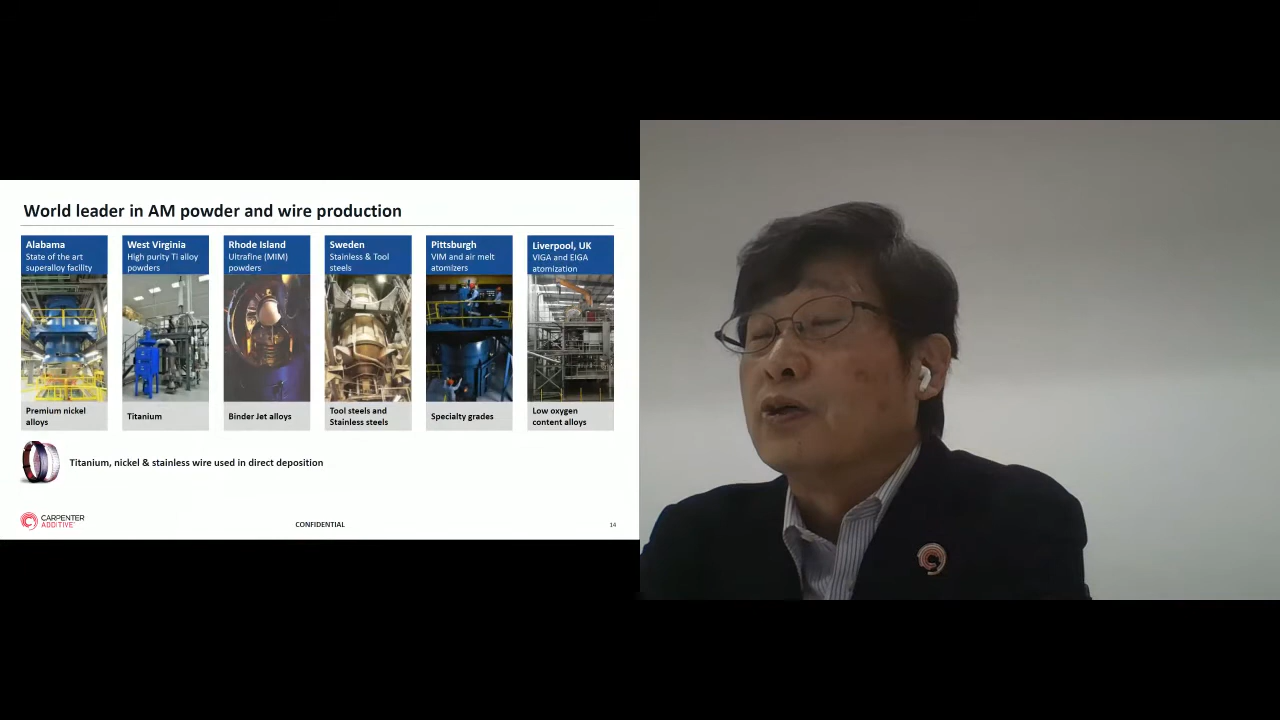 World leader in AM powder and wire production
Alabama
State of the art
superalloy facility
Premium nickel
alloys
West Virginia
High purity Ti alloy
powders
Titanium
Rhode Island
Ultrafine (MIM)
powders
Binder Jet alloys
Sweden
Stainless & Tool
steels
Tool steels and
Stainless steels
Pittsburgh
VIM and air melt
atomizers
Specialty grades
Liverpool, UK
VIGA and EIGA
atomization
Low oxygen
content alloys
Titanium, nickel & stainless wire used in direct deposition
CARPENTER
ADDITIVE
CONFIDENTIAL
14